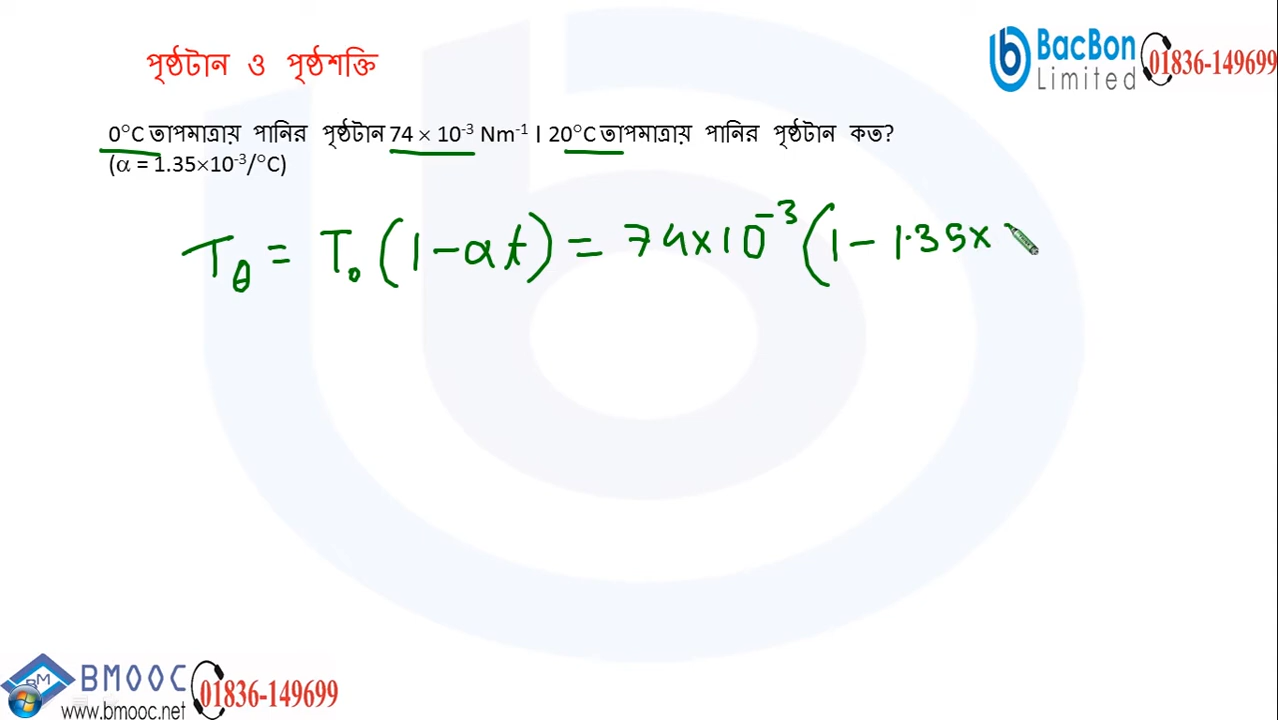 BacBon
Limited
01836-149699
পৃষ্ঠটান ও পৃষ্ঠশক্তি
0°C তাপমাত্রায় পানির পৃষ্ঠটান 74 × 10⁻³ Nm⁻¹ । 20°C তাপমাত্রায় পানির পৃষ্ঠটান কত?
(α = 1.35×10⁻³/°C)
T_θ = T₀ (1-αt) = 74×10⁻³ (1-1.35×
BM BMOOC
www.bmooc.net
01836-149699